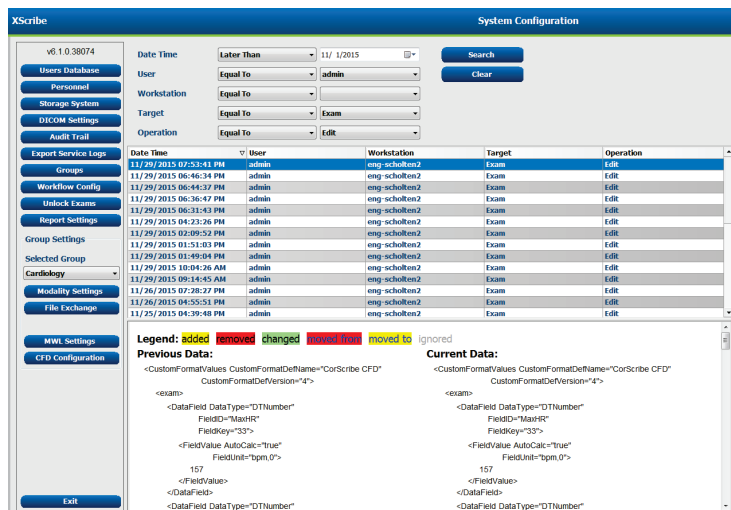 XScribe System Configuration
v6.1.0.38074
Users Database
Personnel
Storage System
DICOM Settings
Audit Trail
Export Service Logs
Groups
Workflow Config
Unlock Exams
Report Settings
Group Settings
Selected Group
Cardiology
Modality Settings
File Exchange
MWL Settings
CFD Configuration
Exit
Date Time Later Than 11/ 1/2015 Search
User Equal To admin Clear
Workstation Equal To
Target Equal To Exam
Operation Equal To Edit
Date Time User Workstation Target Operation
11/29/2015 07:53:41 PM admin eng-scholten2 Exam Edit
11/29/2015 06:46:34 PM admin eng-scholten2 Exam Edit
11/29/2015 06:44:37 PM admin eng-scholten2 Exam Edit
11/29/2015 06:36:47 PM admin eng-scholten2 Exam Edit
11/29/2015 06:31:43 PM admin eng-scholten2 Exam Edit
11/29/2015 04:23:26 PM admin eng-scholten2 Exam Edit
11/29/2015 02:09:52 PM admin eng-scholten2 Exam Edit
11/29/2015 01:51:03 PM admin eng-scholten2 Exam Edit
11/29/2015 01:49:04 PM admin eng-scholten2 Exam Edit
11/29/2015 10:04:26 AM admin eng-scholten2 Exam Edit
11/29/2015 09:14:45 AM admin eng-scholten2 Exam Edit
11/26/2015 07:28:27 PM admin eng-scholten2 Exam Edit
11/26/2015 04:55:51 PM admin eng-scholten2 Exam Edit
11/25/2015 04:39:48 PM admin eng-scholten2 Exam Edit
Legend: added removed changed moved from moved to ignored
Previous Data: Current Data:
<CustomFormatValues CustomFormatDefName="CorScribe CFD" <CustomFormatValues CustomFormatDefName="CorScribe CFD"
CustomFormatDefVersion="4"> CustomFormatDefVersion="4">
<exam> <exam>
<DataField DataType="DTNumber" <DataField DataType="DTNumber"
FieldID="MaxHR" FieldID="MaxHR"
FieldKey="33"> FieldKey="33">
<FieldValue AutoCalc="true" <FieldValue AutoCalc="true"
FieldUnit="bpm,0"> FieldUnit="bpm,0">
157 157
</FieldValue> </FieldValue>
</DataField> </DataField>
<DataField DataType="DTNumber" <DataField DataType="DTNumber"